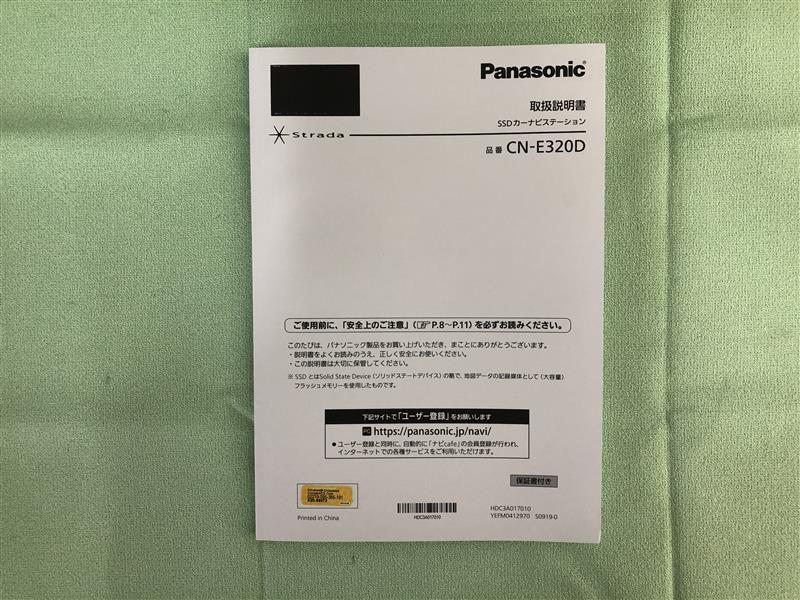 Panasonic
取扱説明書
SSDカーナビステーション
Strada
品番 CN-E320D
ご使用前に、「安全上のご注意」(☞P.8〜P.11)を必ずお読みください。
このたびは、パナソニック製品をお買い上げいただき、まことにありがとうございます。
・説明書をよくお読みのうえ、正しく安全にお使いください。
・この説明書は大切に保管してください。
※ SSD とはSolid State Device(ソリッドステートデバイス)の略で、地図データの記録媒体として(大容量)
フラッシュメモリーを使用したものです。
下記サイトで「ユーザー登録」をお願いします
PC https://panasonic.jp/navi/
●ユーザー登録と同時に、自動的に「ナビcafe」の会員登録が行われ、
インターネットでの各種サービスをご利用いただけます。
保証書付き
Printed in China
HDC3A017010
HDC3A017010
YEFM0412970 S0919-0